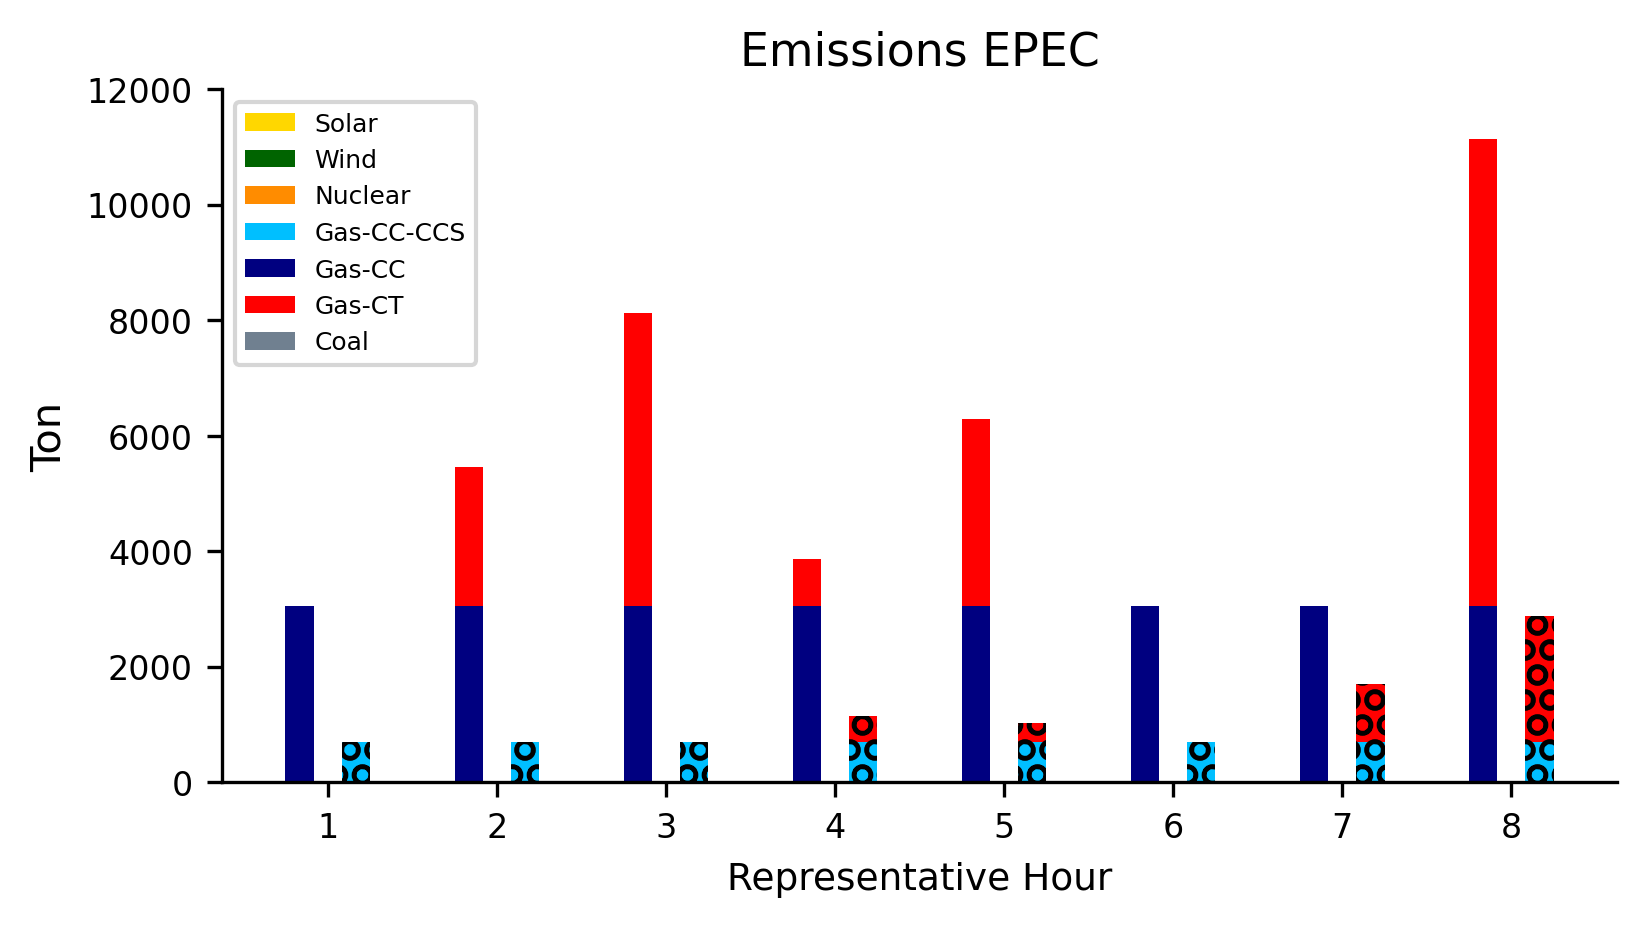 Emissions EPEC
12000
10000
8000
6000
4000
2000
0
Ton
Solar
Wind
Nuclear
Gas-CC-CCS
Gas-CC
Gas-CT
Coal
1 2 3 4 5 6 7 8
Representative Hour